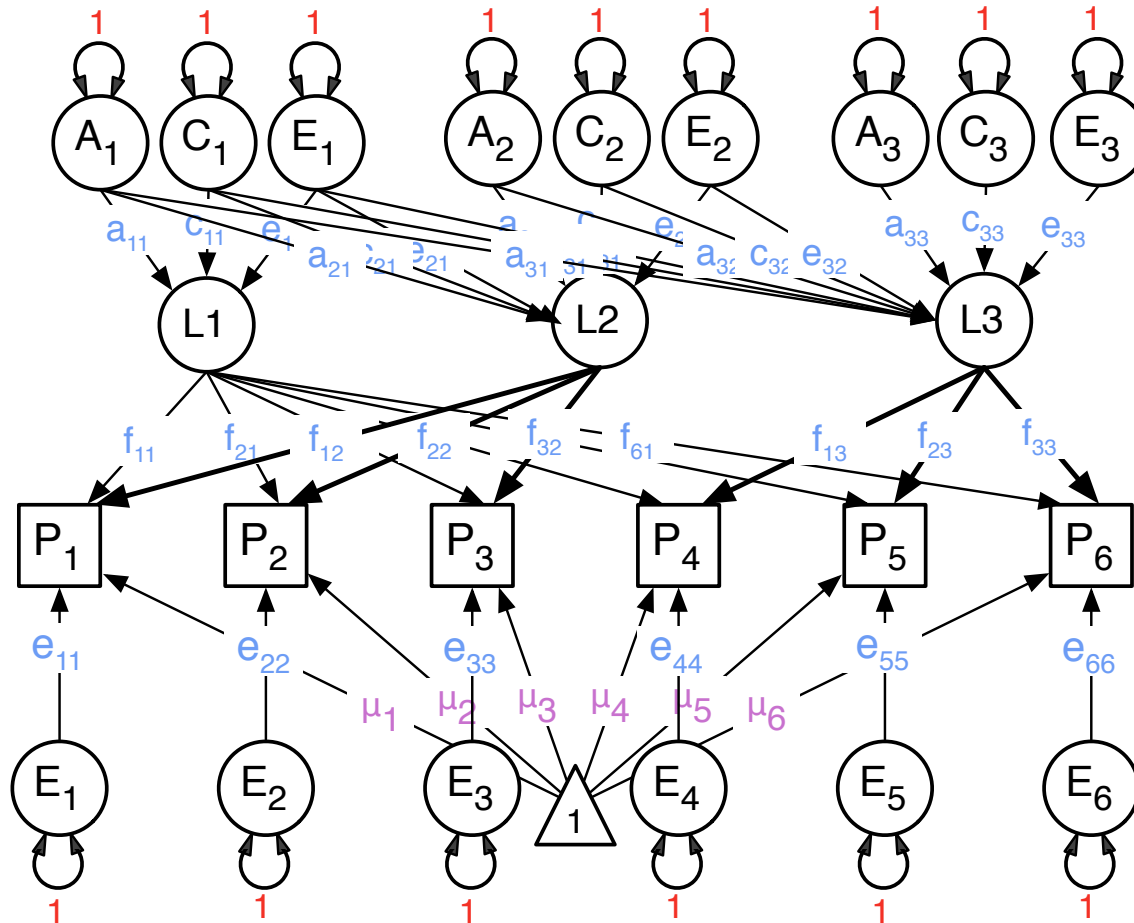 1 1 1 1 1 1 1 1 1
A1 C1 E1 A2 C2 E2 A3 C3 E3
a11 c11 a33 c33 e33
a21 e21 a31 a32 c32 e32
L1 L2 L3
f11 f21 f12 f22 f32 f61 f13 f23 f33
P1 P2 P3 P4 P5 P6
e11 e22 e33 e44 e55 e66
μ1 μ2 μ3 μ4 μ5 μ6
E1 E2 E3 1 E4 E5 E6
1 1 1 1 1 1